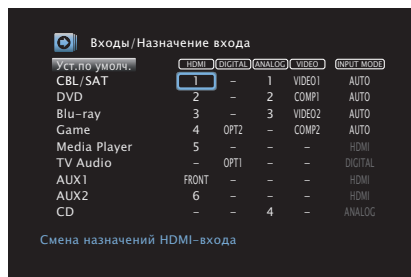 Входы/Назначение входа
Уст.по умолч. HDMI DIGITAL ANALOG VIDEO INPUT MODE
CBL/SAT 1 – 1 VIDEO1 AUTO
DVD 2 – 2 COMP1 AUTO
Blu-ray 3 – 3 VIDEO2 AUTO
Game 4 OPT2 – COMP2 AUTO
Media Player 5 – – – HDMI
TV Audio – OPT1 – – DIGITAL
AUX1 FRONT – – – HDMI
AUX2 6 – – – HDMI
CD – – 4 – ANALOG
Смена назначений HDMI-входа